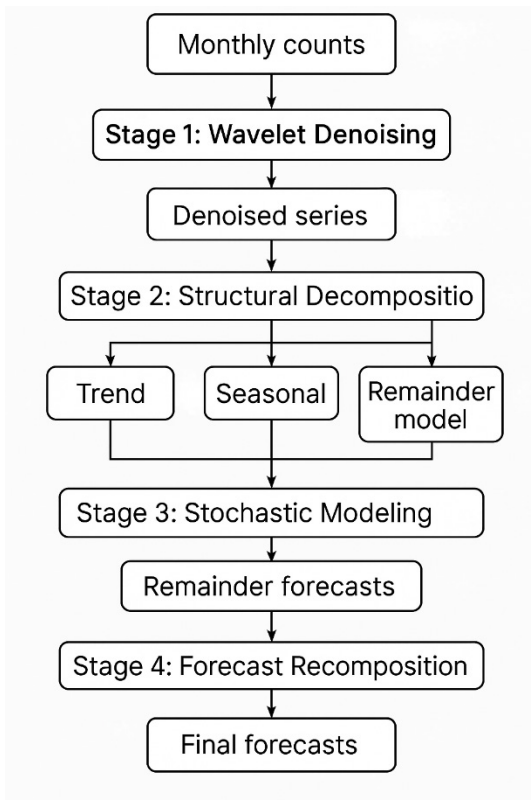 Monthly counts
Stage 1: Wavelet Denoising
Denoised series
Stage 2: Structural Decompositio
Trend
Seasonal
Remainder
model
Stage 3: Stochastic Modeling
Remainder forecasts
Stage 4: Forecast Recomposition
Final forecasts